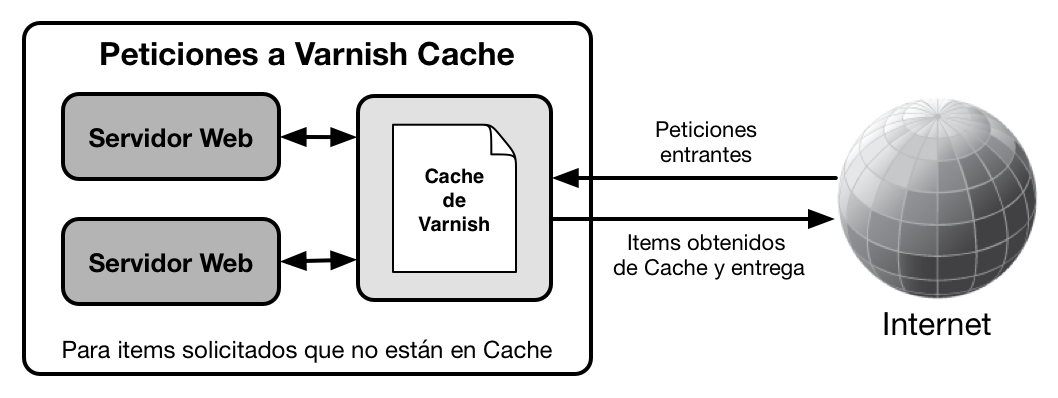 Peticiones a Varnish Cache
Servidor Web
Cache
de
Varnish
Servidor Web
Para items solicitados que no están en Cache
Peticiones
entrantes
Items obtenidos
de Cache y entrega
Internet